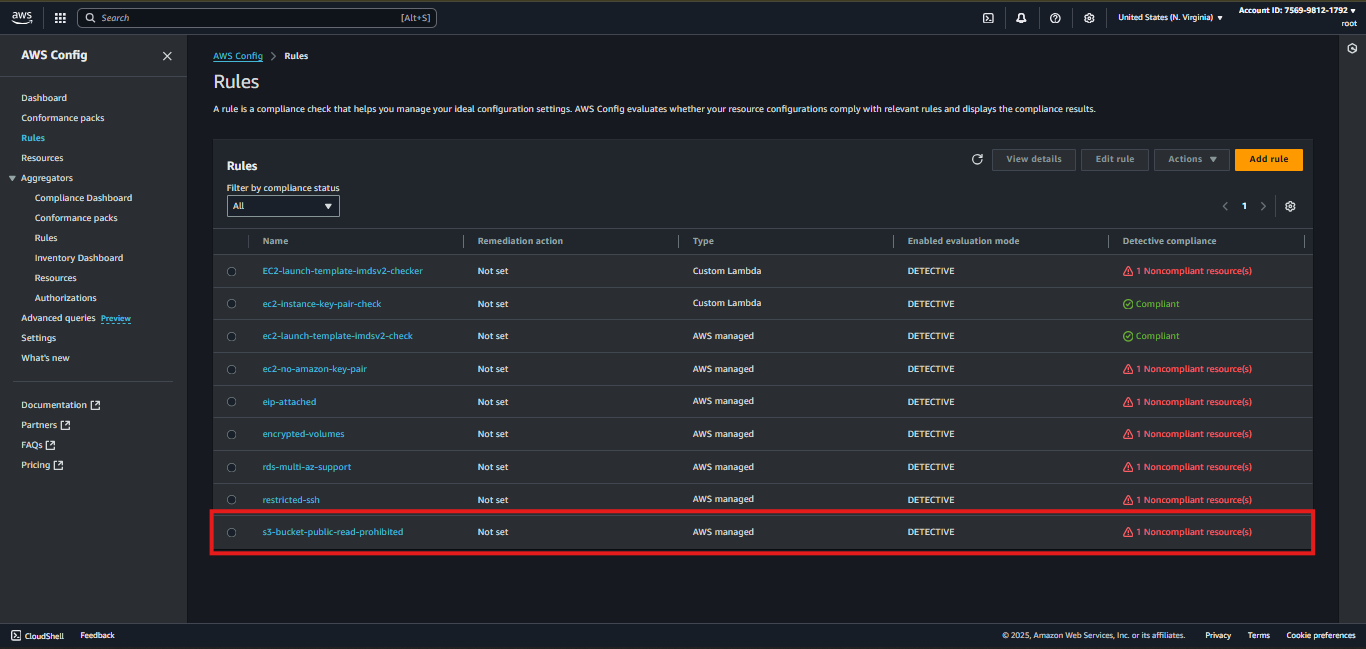 aws
Search [Alt+S]
United States (N. Virginia)
Account ID: 7569-9812-1792
root
AWS Config
Dashboard
Conformance packs
Rules
Resources
Aggregators
Compliance Dashboard
Conformance packs
Rules
Inventory Dashboard
Resources
Authorizations
Advanced queries Preview
Settings
What's new
Documentation
Partners
FAQs
Pricing
AWS Config Rules
Rules
A rule is a compliance check that helps you manage your ideal configuration settings. AWS Config evaluates whether your resource configurations comply with relevant rules and displays the compliance results.
Rules
View details Edit rule Actions Add rule
Filter by compliance status
All
1
Name Remediation action Type Enabled evaluation mode Detective compliance
EC2-launch-template-imdsv2-checker Not set Custom Lambda DETECTIVE 1 Noncompliant resource(s)
ec2-instance-key-pair-check Not set Custom Lambda DETECTIVE Compliant
ec2-launch-template-imdsv2-check Not set AWS managed DETECTIVE Compliant
ec2-no-amazon-key-pair Not set AWS managed DETECTIVE 1 Noncompliant resource(s)
eip-attached Not set AWS managed DETECTIVE 1 Noncompliant resource(s)
encrypted-volumes Not set AWS managed DETECTIVE 1 Noncompliant resource(s)
rds-multi-az-support Not set AWS managed DETECTIVE 1 Noncompliant resource(s)
restricted-ssh Not set AWS managed DETECTIVE 1 Noncompliant resource(s)
s3-bucket-public-read-prohibited Not set AWS managed DETECTIVE 1 Noncompliant resource(s)
CloudShell Feedback © 2025, Amazon Web Services, Inc. or its affiliates. Privacy Terms Cookie preferences